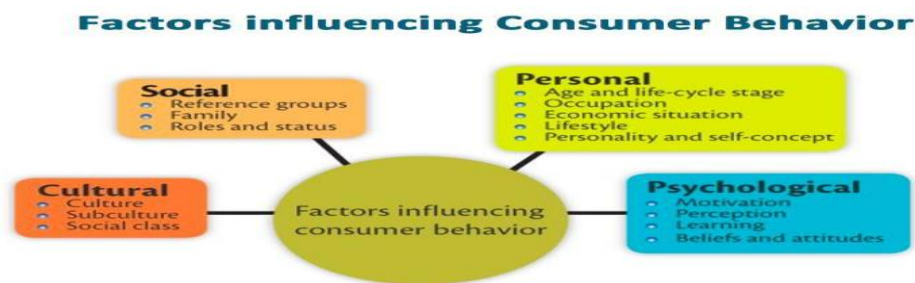 Factors influencing Consumer Behavior
Social
Reference groups
Family
Roles and status
Personal
Age and life-cycle stage
Occupation
Economic situation
Lifestyle
Personality and self-concept
Cultural
Culture
Subculture
Social class
Factors influencing
consumer behavior
Psychological
Motivation
Perception
Learning
Beliefs and attitudes